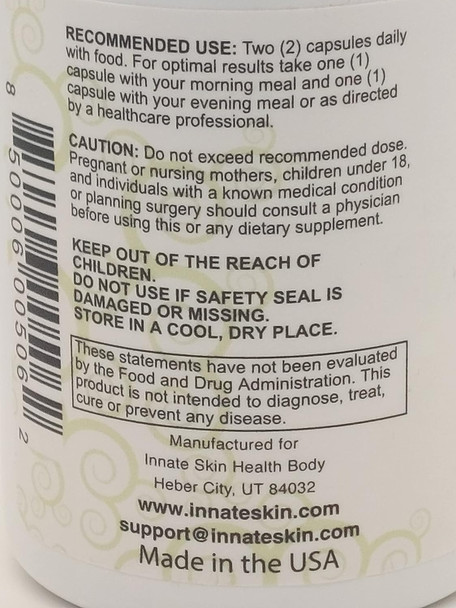 RECOMMENDED USE: Two (2) capsules daily
with food. For optimal results take one (1)
capsule with your morning meal and one (1)
capsule with your evening meal or as directed
by a healthcare professional.
CAUTION: Do not exceed recommended dose.
Pregnant or nursing mothers, children under 18,
and individuals with a known medical condition
or planning surgery should consult a physician
before using this or any dietary supplement.
KEEP OUT OF THE REACH OF
CHILDREN.
DO NOT USE IF SAFETY SEAL IS
DAMAGED OR MISSING.
STORE IN A COOL, DRY PLACE.
These statements have not been evaluated
by the Food and Drug Administration. This
product is not intended to diagnose, treat,
cure or prevent any disease.
Manufactured for
Innate Skin Health Body
Heber City, UT 84032
www.innateskin.com
support@innateskin.com
Made in the USA
8 50006 00506 2